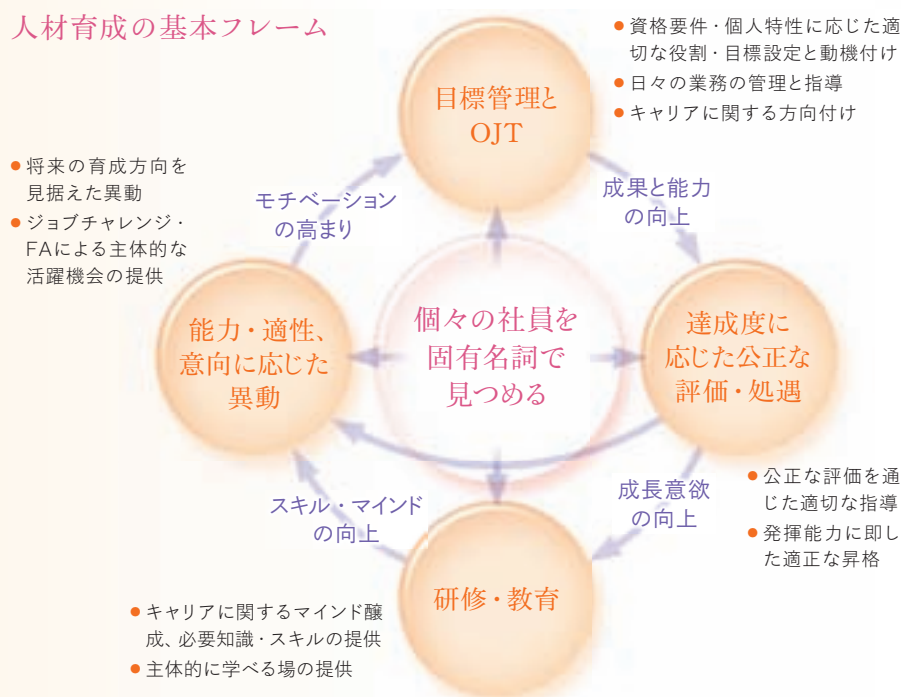 人材育成の基本フレーム
● 資格要件・個人特性に応じた適
切な役割・目標設定と動機付け
● 日々の業務の管理と指導
● キャリアに関する方向付け
目標管理と
OJT
● 将来の育成方向を
見据えた異動
● ジョブチャレンジ・
FAによる主体的な
活躍機会の提供
モチベーション
の高まり
成果と能力
の向上
能力・適性、
意向に応じた
異動
個々の社員を
固有名詞で
見つめる
達成度に
応じた公正な
評価・処遇
スキル・マインド
の向上
成長意欲
の向上
● 公正な評価を通
じた適切な指導
● 発揮能力に即し
た適正な昇格
研修・教育
● キャリアに関するマインド醸
成、必要知識・スキルの提供
● 主体的に学べる場の提供